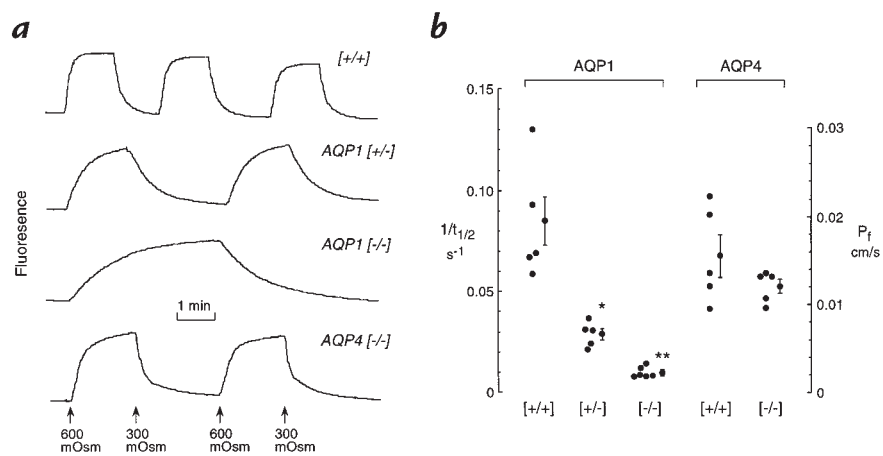 a
[+/+]
AQP1 [+/-]
AQP1 [-/-]
AQP4 [-/-]
Fluoresence
1 min
600 mOsm
300 mOsm
600 mOsm
300 mOsm
b
AQP1
AQP4
0.15
0.10
0.05
0
1/t1/2
s-1
*
**
0.03
0.02
0.01
0
Pf
cm/s
[+/+]
[+/-]
[-/-]
[+/+]
[-/-]